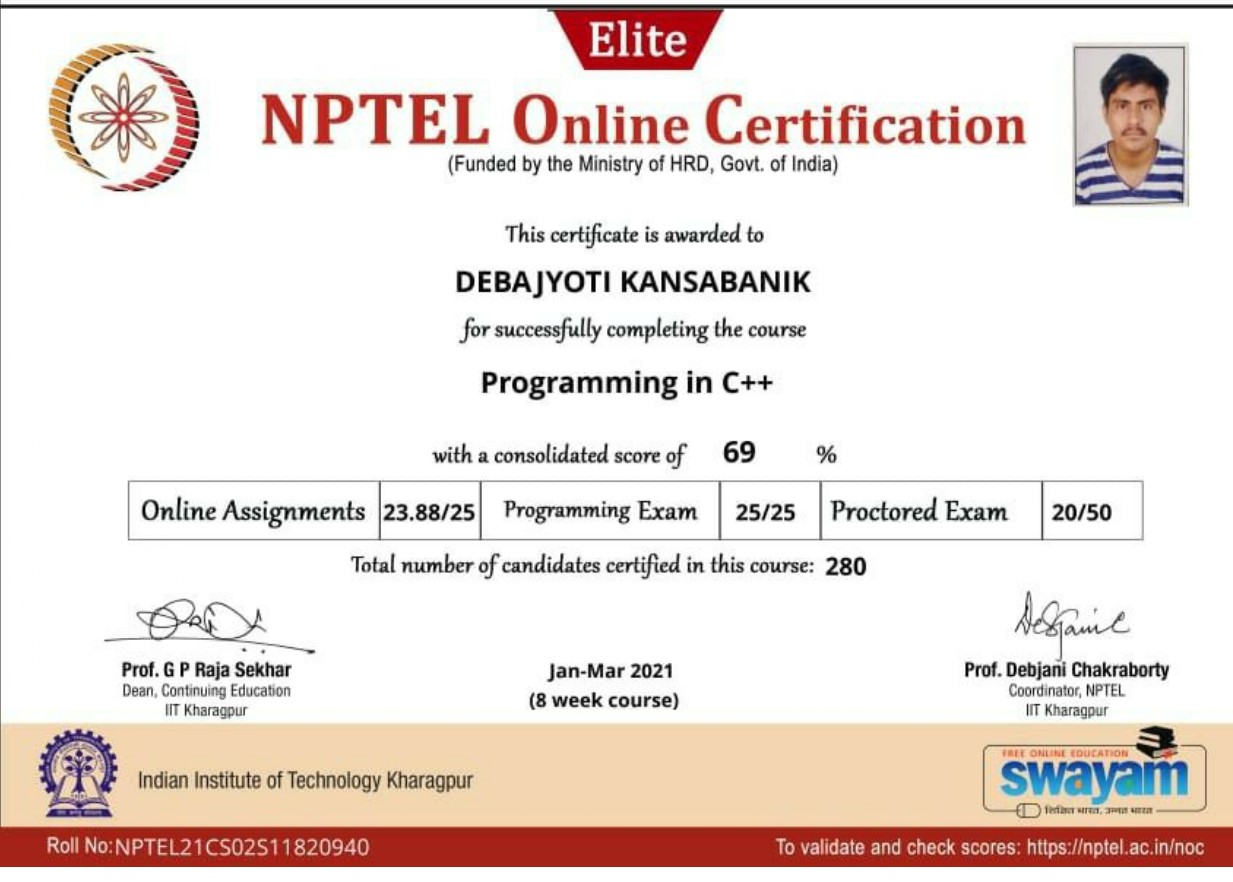 Elite
NPTEL Online Certification
(Funded by the Ministry of HRD, Govt. of India)
This certificate is awarded to
DEBAJYOTI KANSABANIK
for successfully completing the course
Programming in C++
with a consolidated score of 69 %
Online Assignments 23.88/25 Programming Exam 25/25 Proctored Exam 20/50
Total number of candidates certified in this course: 280
Prof. G P Raja Sekhar
Dean, Continuing Education
IIT Kharagpur
Jan-Mar 2021
(8 week course)
Prof. Debjani Chakraborty
Coordinator, NPTEL
IIT Kharagpur
Indian Institute of Technology Kharagpur
FREE ONLINE EDUCATION
swayam
शिक्षित भारत, उन्नत भारत
Roll No:NPTEL21CS02S11820940
To validate and check scores: https://nptel.ac.in/noc